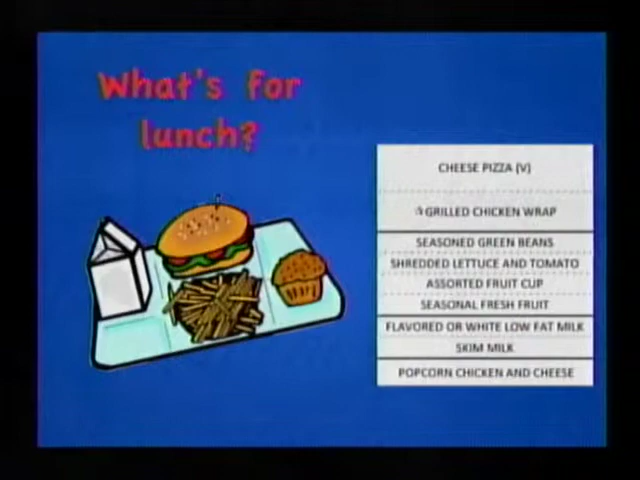 What's for
lunch?
CHEESE PIZZA (V)
GRILLED CHICKEN WRAP
SEASONED GREEN BEANS
SHREDDED LETTUCE AND TOMATO
ASSORTED FRUIT CUP
SEASONAL FRESH FRUIT
FLAVORED OR WHITE LOW FAT MILK
SKIM MILK
POPCORN CHICKEN AND CHEESE